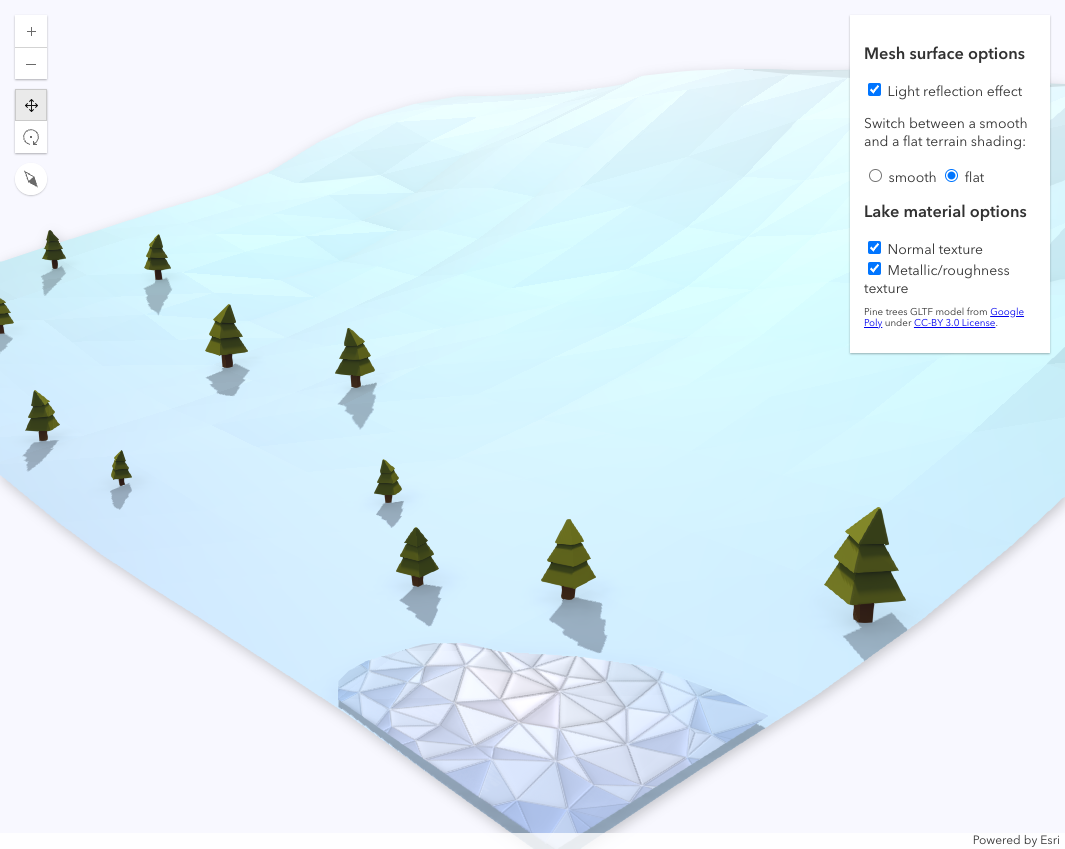 Mesh surface options
Light reflection effect
Switch between a smooth
and a flat terrain shading:
smooth flat
Lake material options
Normal texture
Metallic/roughness
texture
Pine trees GLTF model from Google
Poly under CC-BY 3.0 License.
Powered by Esri